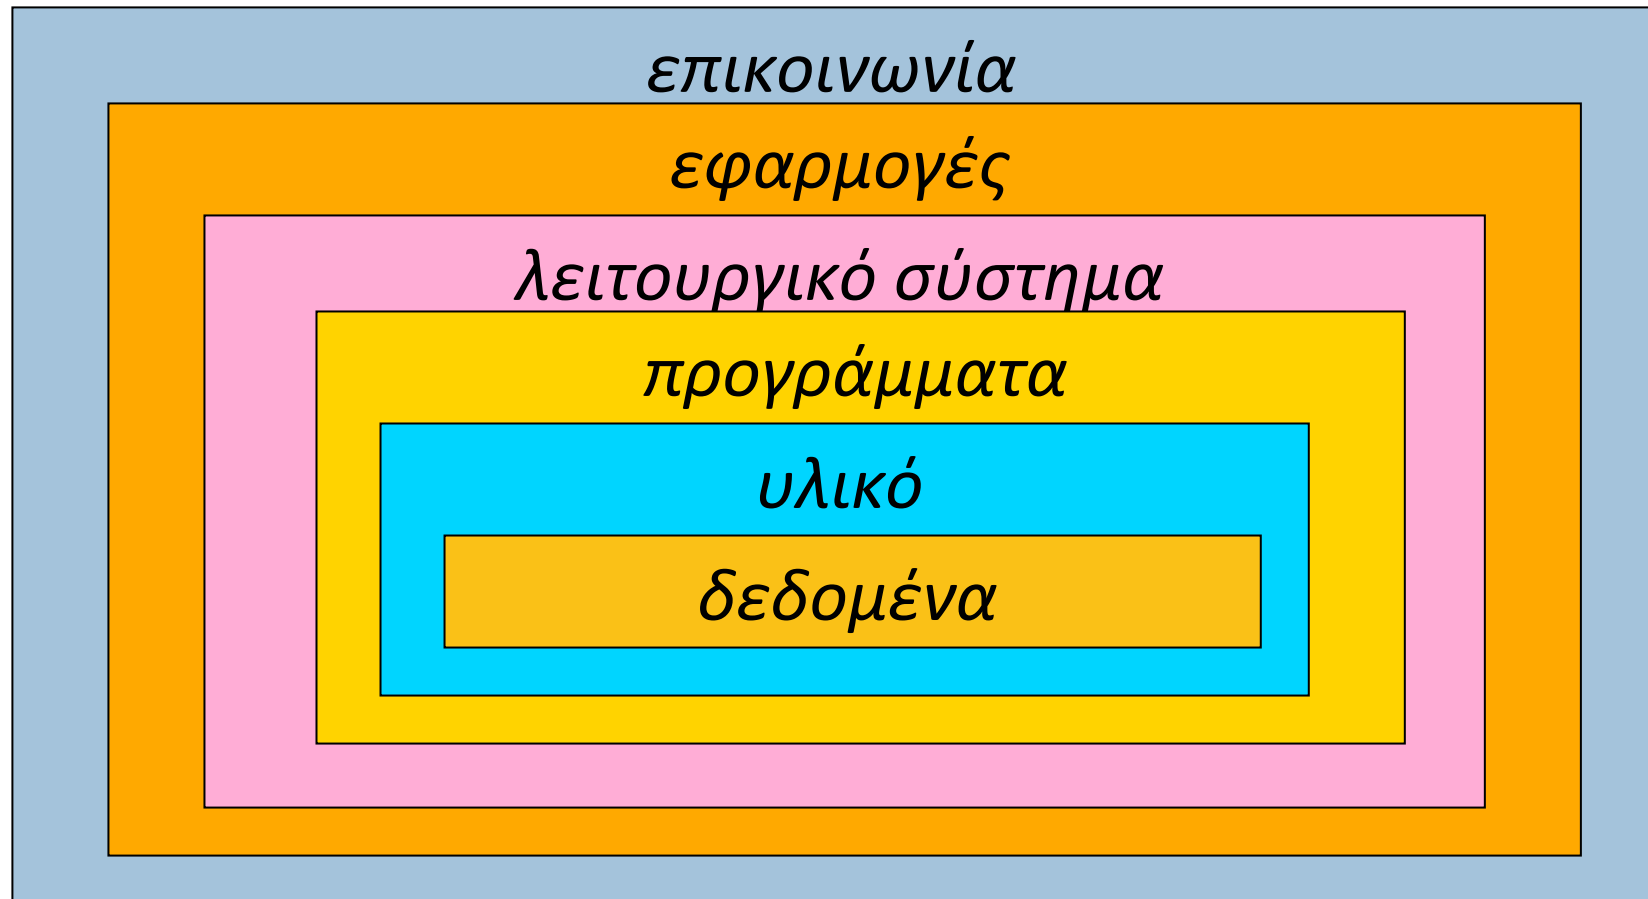 επικοινωνία
εφαρμογές
λειτουργικό σύστημα
προγράμματα
υλικό
δεδομένα